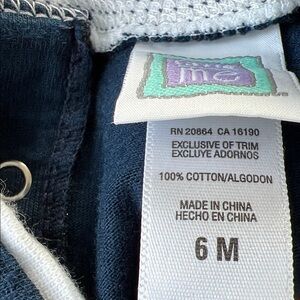 RN 20864 CA 16190
EXCLUSIVE OF TRIM
EXCLUYE ADORNOS
100% COTTON/ALGODON
MADE IN CHINA
HECHO EN CHINA
6 M